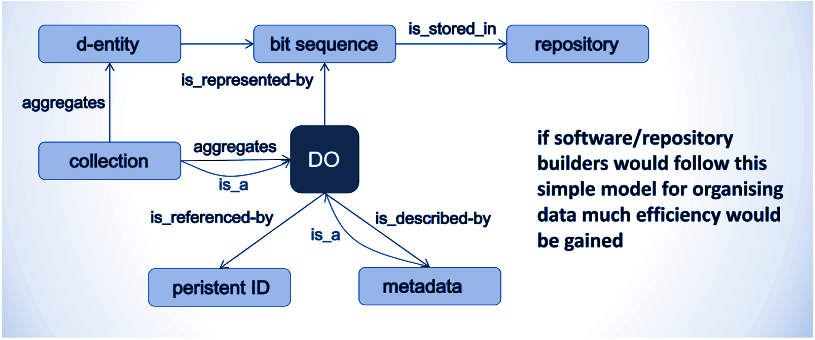 d-entity
bit sequence
is_stored_in
repository
is_represented-by
aggregates
collection
aggregates
is_a
DO
if software/repository
builders would follow this
simple model for organising
data much efficiency would
be gained
is_referenced-by
is_described-by
is_a
peristent ID
metadata